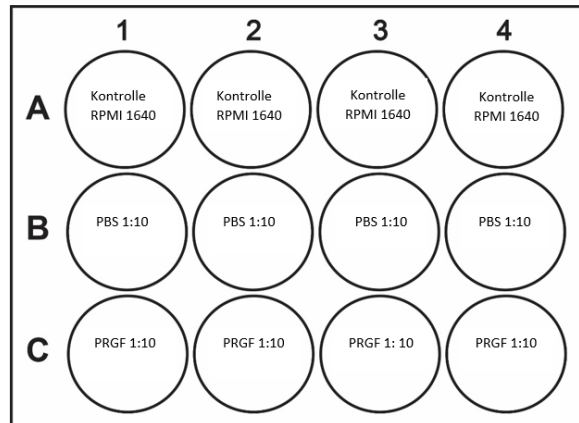 1 2 3 4
A
Kontrolle Kontrolle Kontrolle Kontrolle
RPMI 1640 RPMI 1640 RPMI 1640 RPMI 1640
B
PBS 1:10 PBS 1:10 PBS 1:10 PBS 1:10
C
PRGF 1:10 PRGF 1:10 PRGF 1: 10 PRGF 1:10